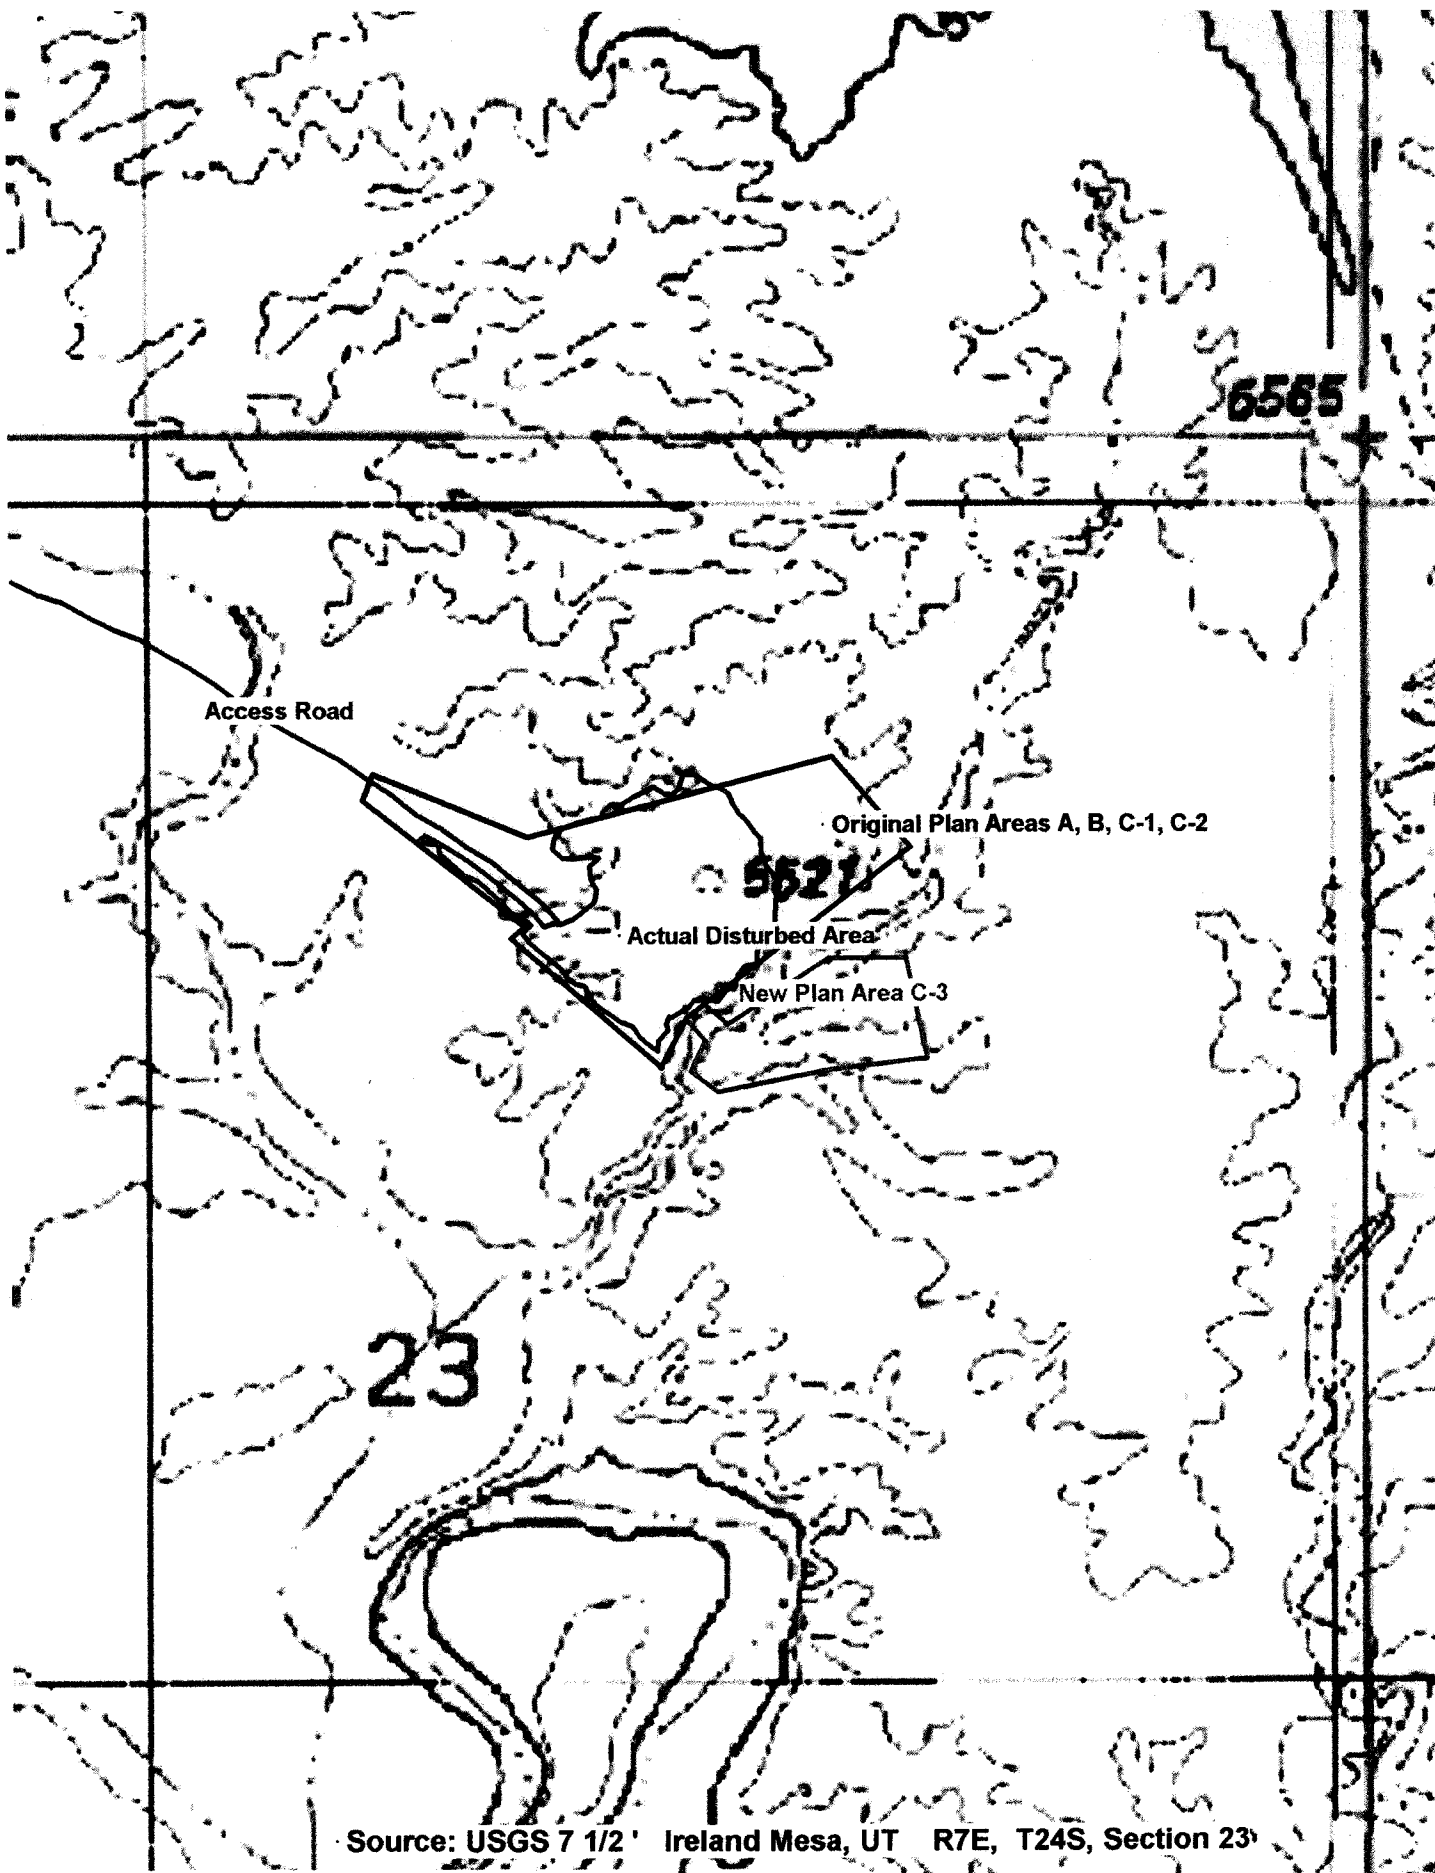 6565
Access Road
Original Plan Areas A, B, C-1, C-2
5527
Actual Disturbed Area
New Plan Area C-3
23
Source: USGS 7 1/2 ' Ireland Mesa, UT R7E, T24S, Section 23